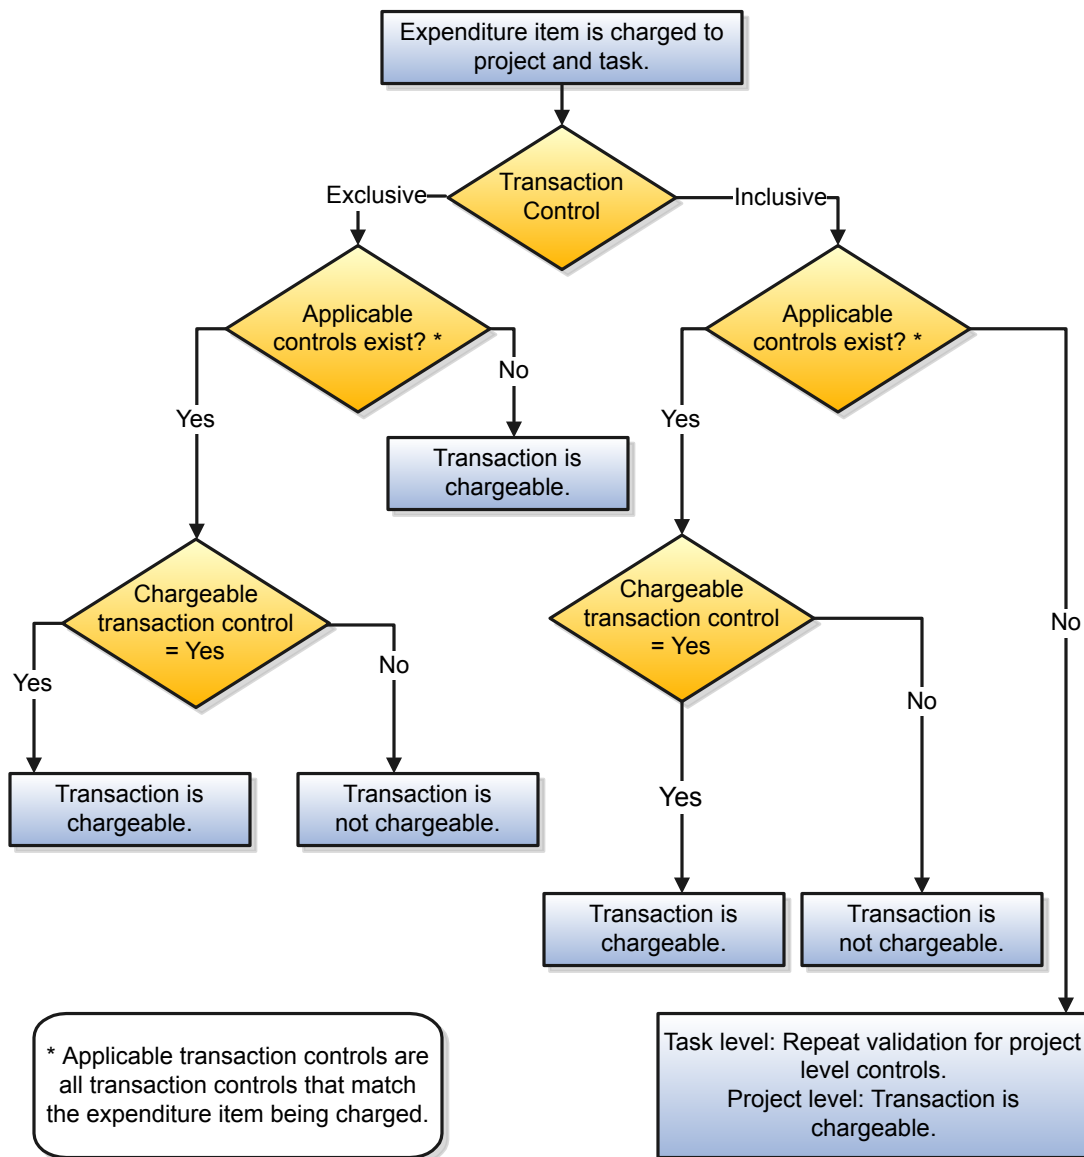 Expenditure item is charged to
project and task.
Transaction
Control
Exclusive
Inclusive
Applicable
controls exist? *
Applicable
controls exist? *
Yes
No
Yes
No
Transaction is
chargeable.
Chargeable
transaction control
= Yes
Chargeable
transaction control
= Yes
Yes
No
Yes
No
Transaction is
chargeable.
Transaction is
not chargeable.
Transaction is
chargeable.
Transaction is
not chargeable.
* Applicable transaction controls are
all transaction controls that match
the expenditure item being charged.
Task level: Repeat validation for project
level controls.
Project level: Transaction is
chargeable.